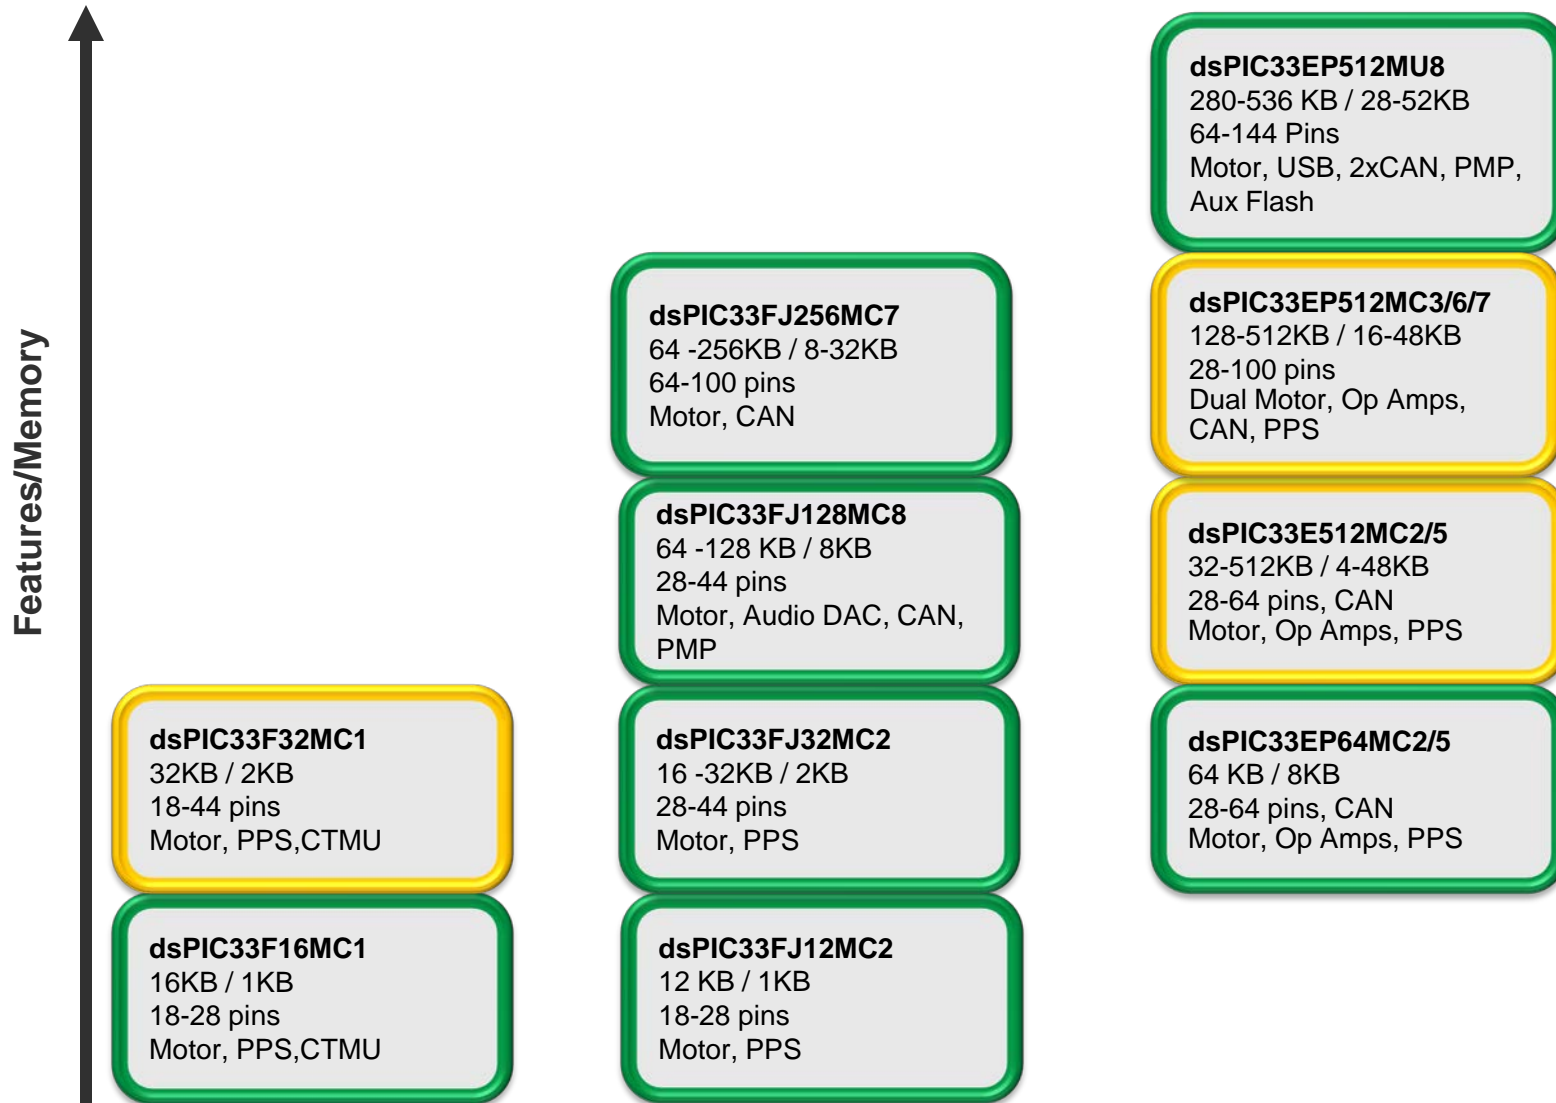 Features/Memory
dsPIC33F32MC1
32KB / 2KB
18-44 pins
Motor, PPS,CTMU
dsPIC33F16MC1
16KB / 1KB
18-28 pins
Motor, PPS,CTMU
dsPIC33FJ256MC7
64 -256KB / 8-32KB
64-100 pins
Motor, CAN
dsPIC33FJ128MC8
64 -128 KB / 8KB
28-44 pins
Motor, Audio DAC, CAN,
PMP
dsPIC33FJ32MC2
16 -32KB / 2KB
28-44 pins
Motor, PPS
dsPIC33FJ12MC2
12 KB / 1KB
18-28 pins
Motor, PPS
dsPIC33EP512MU8
280-536 KB / 28-52KB
64-144 Pins
Motor, USB, 2xCAN, PMP,
Aux Flash
dsPIC33EP512MC3/6/7
128-512KB / 16-48KB
28-100 pins
Dual Motor, Op Amps,
CAN, PPS
dsPIC33E512MC2/5
32-512KB / 4-48KB
28-64 pins, CAN
Motor, Op Amps, PPS
dsPIC33EP64MC2/5
64 KB / 8KB
28-64 pins, CAN
Motor, Op Amps, PPS